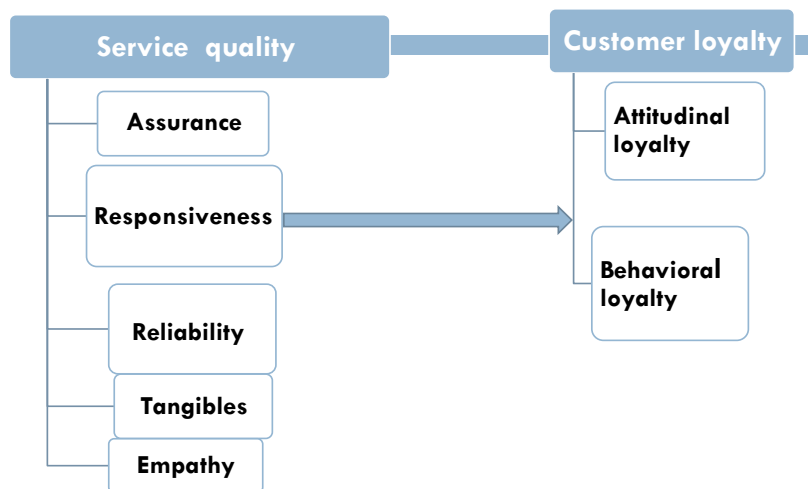 Service quality
Customer loyalty
Assurance
Responsiveness
Reliability
Tangibles
Empathy
Attitudinal
loyalty
Behavioral
loyalty